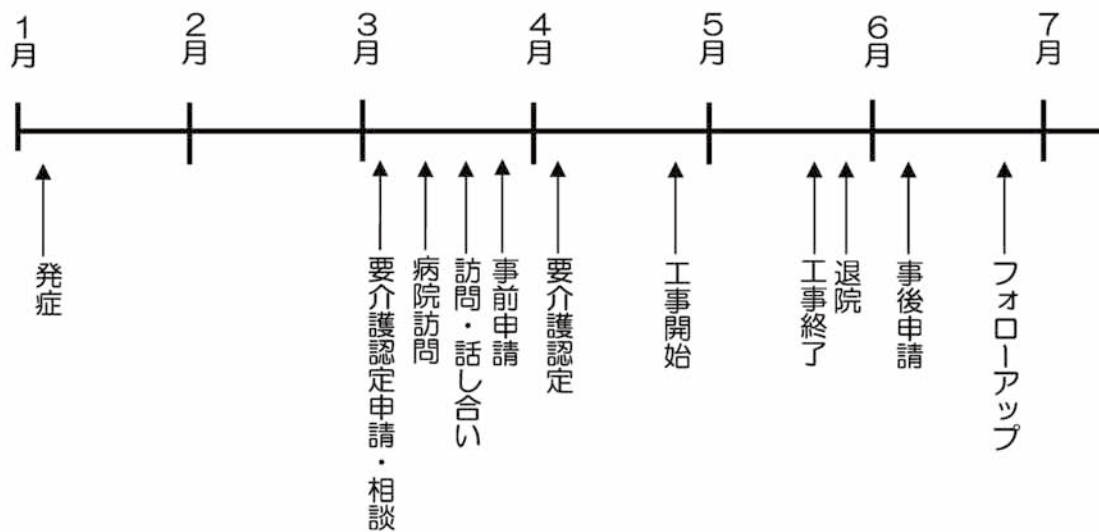 1月
2月
3月
4月
5月
6月
7月
発症
要介護認定申請・相談
病院訪問
訪問・話し合い
事前申請
要介護認定
工事開始
工事終了
退院
事後申請
フォローアップ